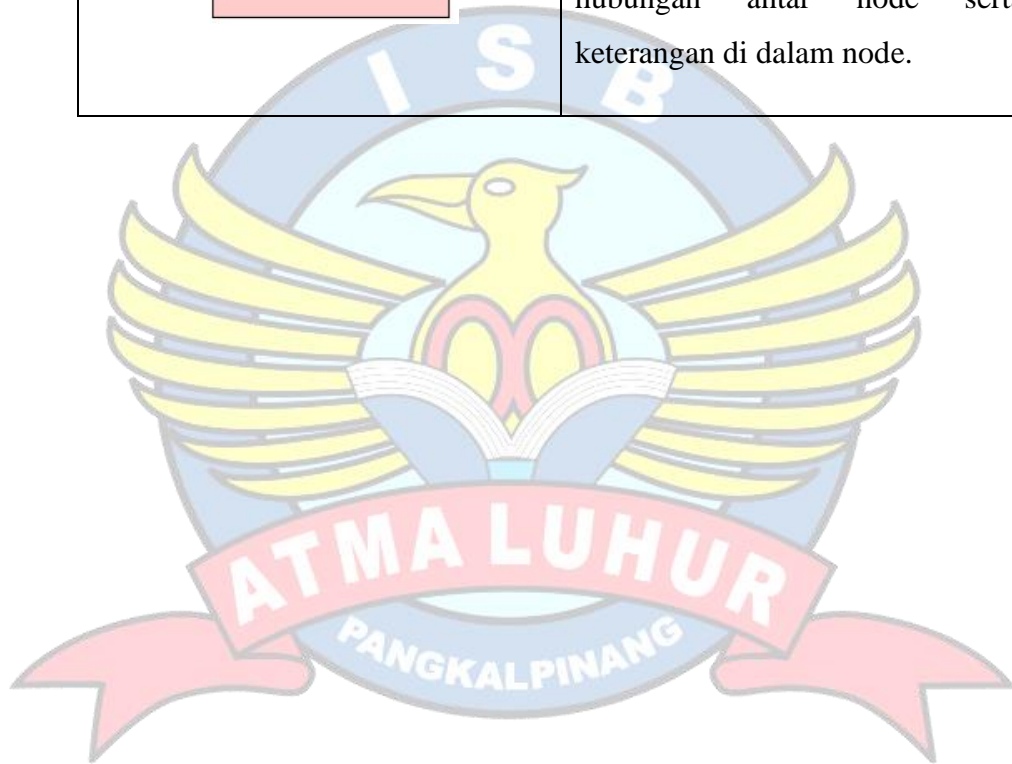 hubungan antar node serta
keterangan di dalam node.
I S B
ATMA LUHUR
PANGKALPINANG